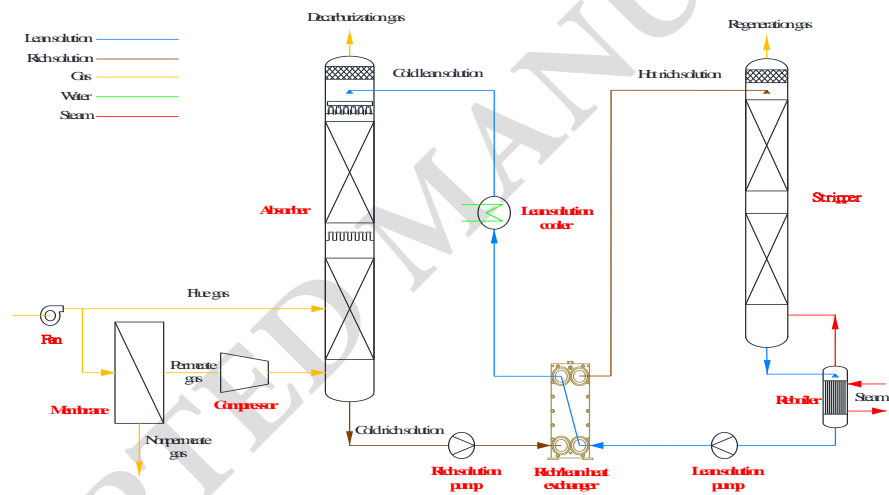 Decarburization gas
Regeneration gas
Lean solution
Rich solution
Gas
Water
Steam
Cold lean solution
Hot rich solution
Absorber
Lean solution
cooler
Stripper
Flue gas
Fan
Permeate
gas
Membrane
Compressor
Nonpermeate
gas
Cold rich solution
Rich solution
pump
Rich/lean heat
exchanger
Lean solution
pump
Reboiler
Steam
RTED MANU